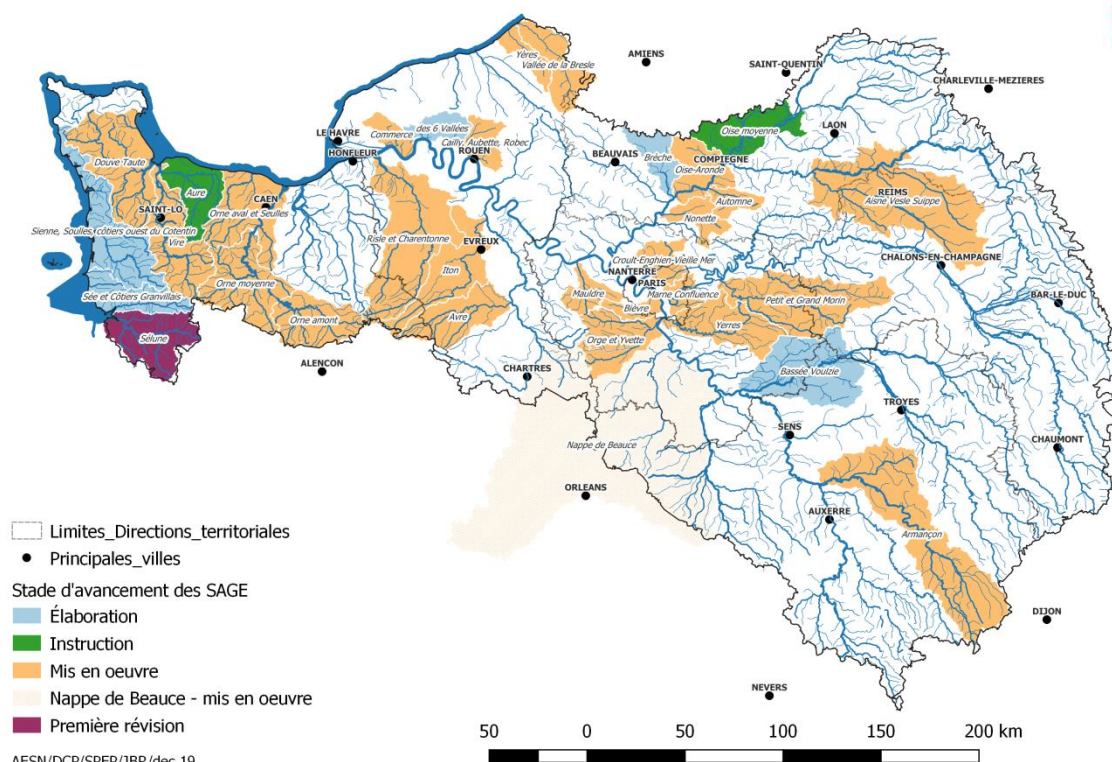 AMIENS
SAINT-QUENTIN
CHARLEVILLE-MEZIERES
Yères
Vallée de la Bresle
LE HAVRE
HONFLEUR
Commerce
des 6 Vallées
Cailly, Aubette, Robec
ROUEN
BEAUVAIS
Brèche
Oise moyenne
LAON
COMPIEGNE
Oise-Aronde
Automne
Nonette
REIMS
Aisne Vesle Suippe
Douve Taute
Aure
SAINT-LO
CAEN
Orne aval et Seulles
Sienne, Soulles, côtiers ouest du Cotentin
Vire
Risle et Charentonne
EVREUX
Iton
Croult-Enghien-Vieille Mer
NANTERRE
PARIS
CHALONS-EN-CHAMPAGNE
Orne moyenne
Sée et Côtiers Granvillais
Mauldre
Bièvre
Marne Confluence
Petit et Grand Morin
BAR-LE-DUC
Orne amont
Avre
Orge et Yvette
Yerres
Sélune
ALENCON
CHARTRES
Bassée Voulzie
TROYES
SENS
Nappe de Beauce
CHAUMONT
ORLEANS
AUXERRE
Armançon
DIJON
NEVERS
Limites_Directions_territoriales
Principales_villes
Stade d'avancement des SAGE
Élaboration
Instruction
Mis en oeuvre
Nappe de Beauce - mis en oeuvre
Première révision
50 0 50 100 150 200 km